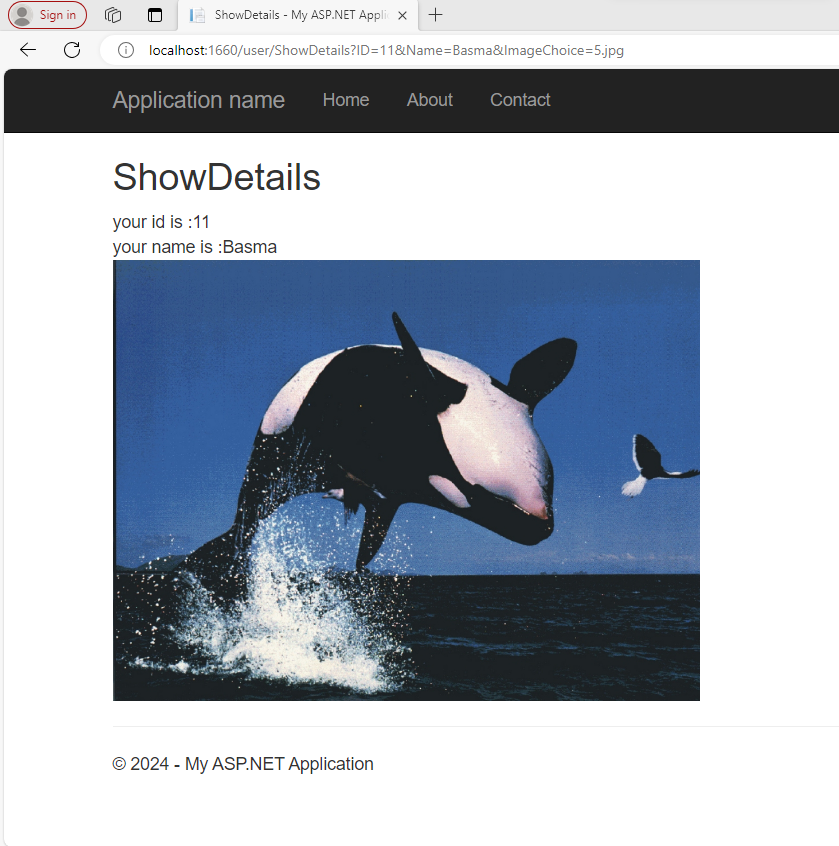 Sign in
ShowDetails - My ASP.NET Appli
localhost:1660/user/ShowDetails?ID=11&Name=Basma&ImageChoice=5.jpg
Application name Home About Contact
ShowDetails
your id is :11
your name is :Basma
© 2024 - My ASP.NET Application